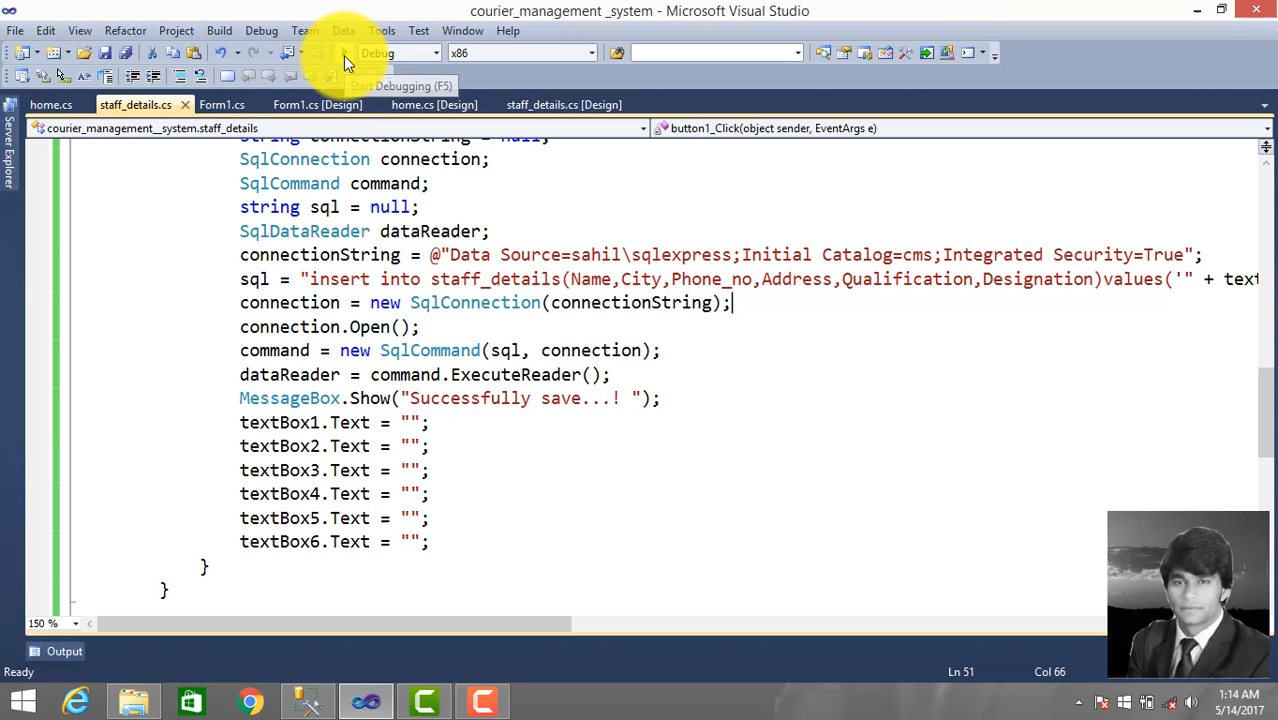 courier_management _system - Microsoft Visual Studio
File Edit View Refactor Project Build Debug Team Data Tools Test Window Help
Debug x86
Start Debugging (F5)
home.cs staff_details.cs Form1.cs Form1.cs [Design] home.cs [Design] staff_details.cs [Design]
courier_management__system.staff_details button1_Click(object sender, EventArgs e)
Server Explorer
string connectionString = null;
SqlConnection connection;
SqlCommand command;
string sql = null;
SqlDataReader dataReader;
connectionString = @"Data Source=sahil\sqlexpress;Initial Catalog=cms;Integrated Security=True";
sql = "insert into staff_details(Name,City,Phone_no,Address,Qualification,Designation)values('" + text
connection = new SqlConnection(connectionString);
connection.Open();
command = new SqlCommand(sql, connection);
dataReader = command.ExecuteReader();
MessageBox.Show("Successfully save...! ");
textBox1.Text = "";
textBox2.Text = "";
textBox3.Text = "";
textBox4.Text = "";
textBox5.Text = "";
textBox6.Text = "";
}
}
150 %
Output
Ready Ln 51 Col 66
1:14 AM
5/14/2017